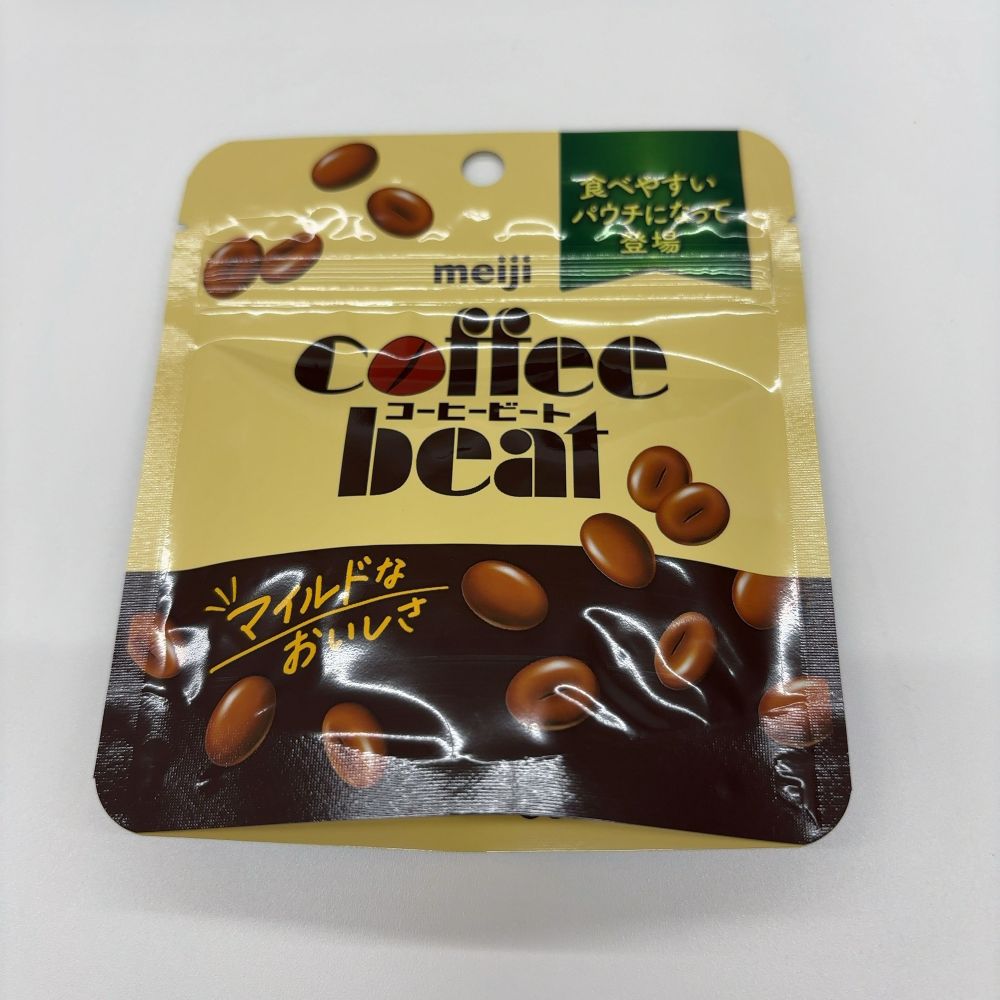 食べやすい
パウチになって
登場
meiji
coffee
コーヒービート
beat
マイルドな
おいしさ